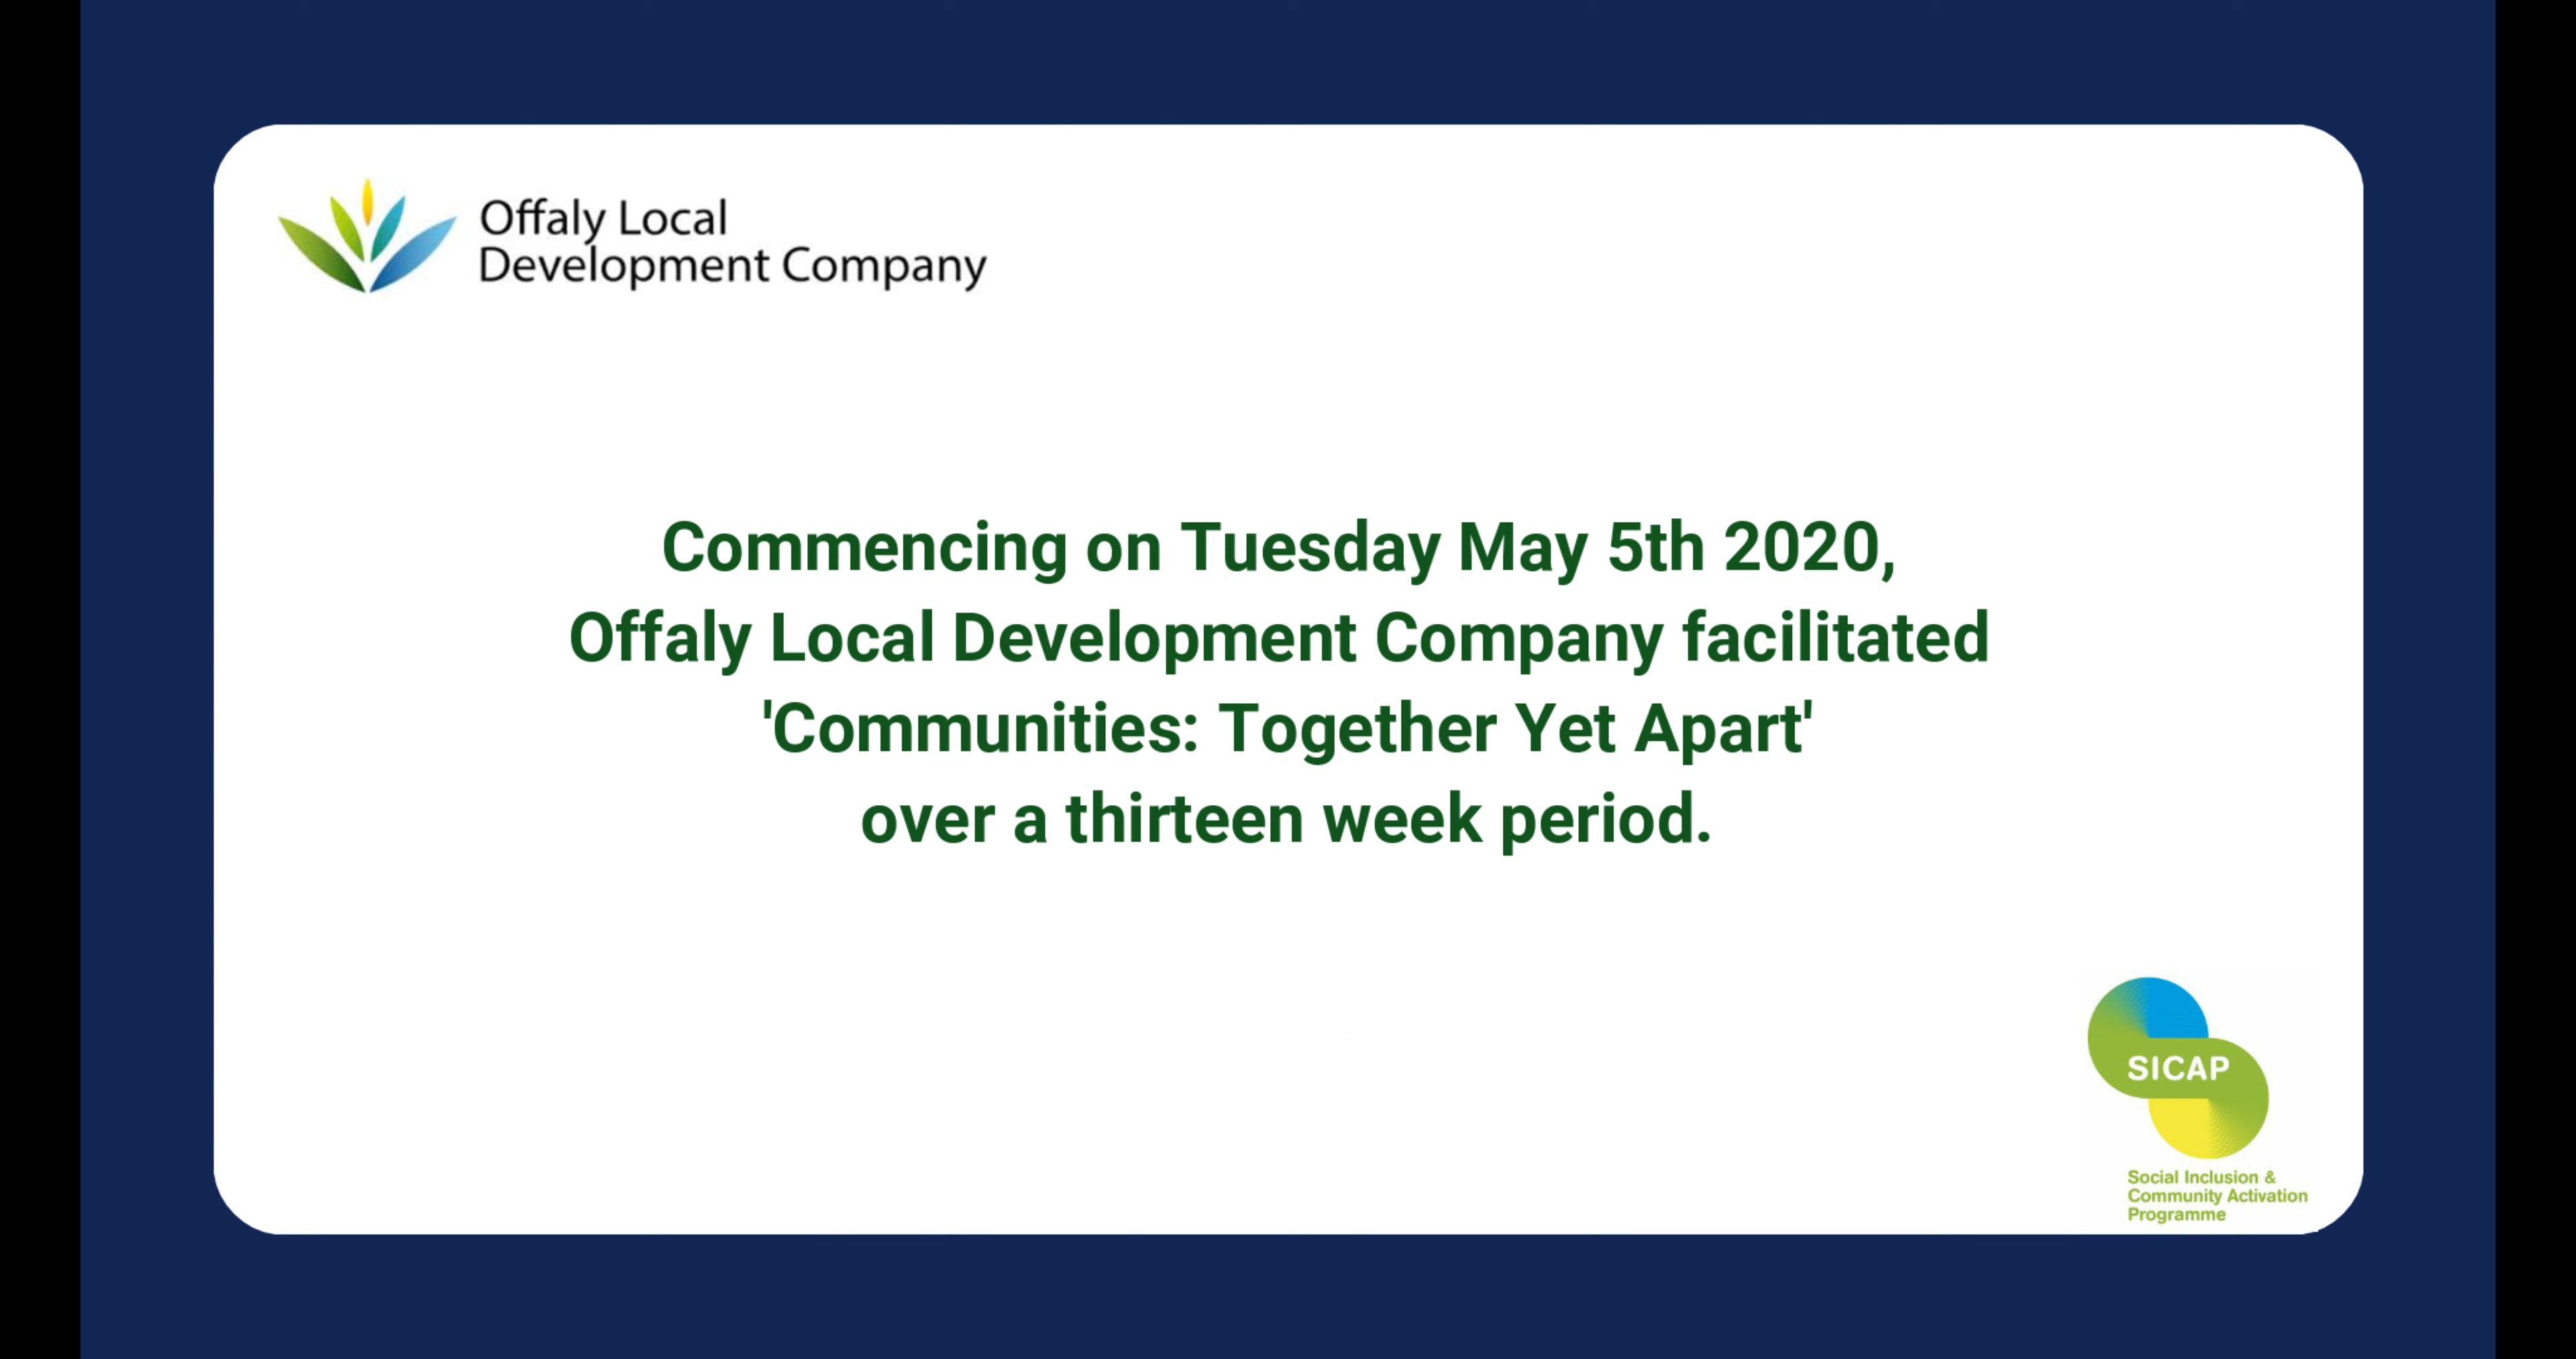 Offaly Local
Development Company
Commencing on Tuesday May 5th 2020,
Offaly Local Development Company facilitated
'Communities: Together Yet Apart'
over a thirteen week period.
SICAP
Social Inclusion &
Community Activation
Programme